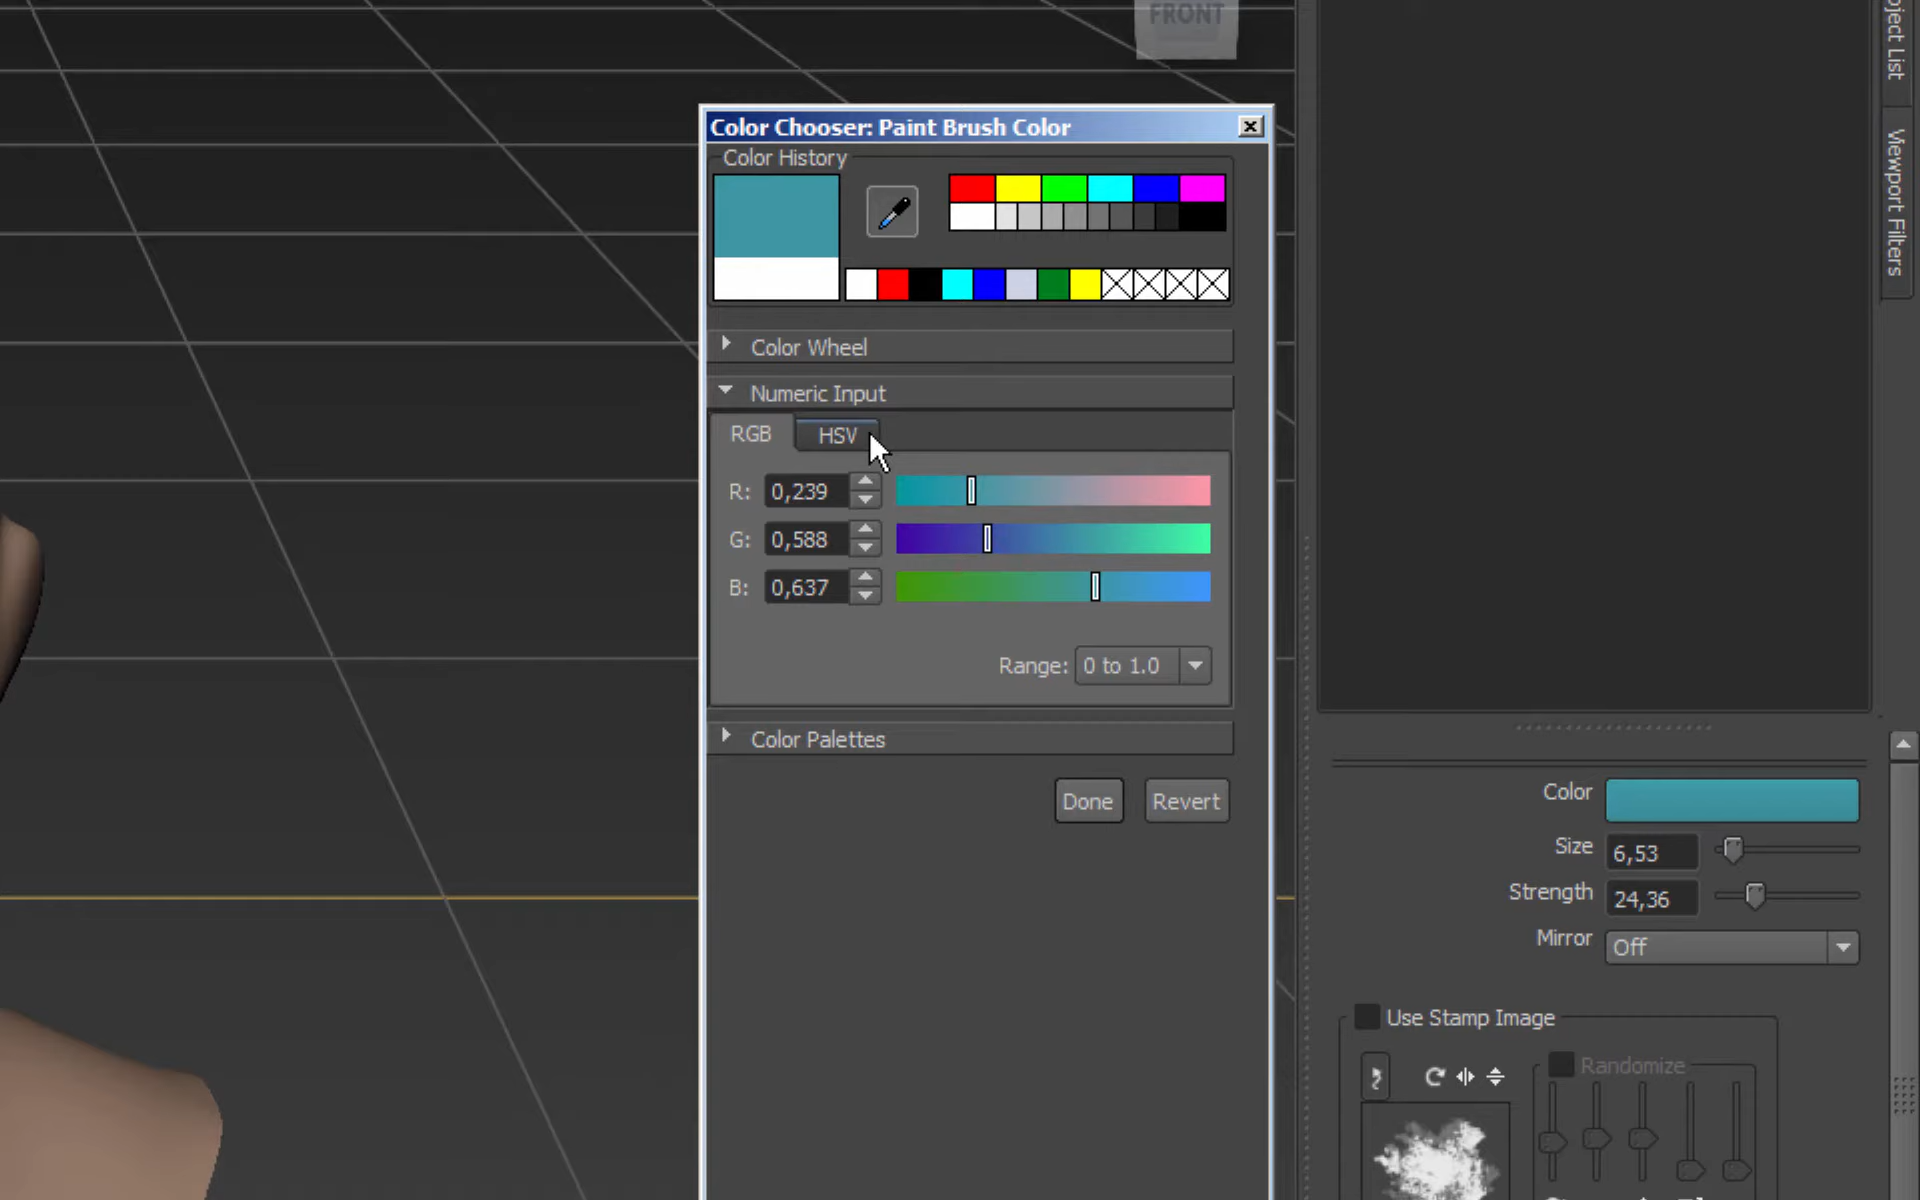 FRONT
Object List
Viewport Filters
Color Chooser: Paint Brush Color
Color History
Color Wheel
Numeric Input
RGB HSV
R: 0,239
G: 0,588
B: 0,637
Range: 0 to 1.0
Color Palettes
Done Revert
Color
Size 6,53
Strength 24,36
Mirror Off
Use Stamp Image
Randomize